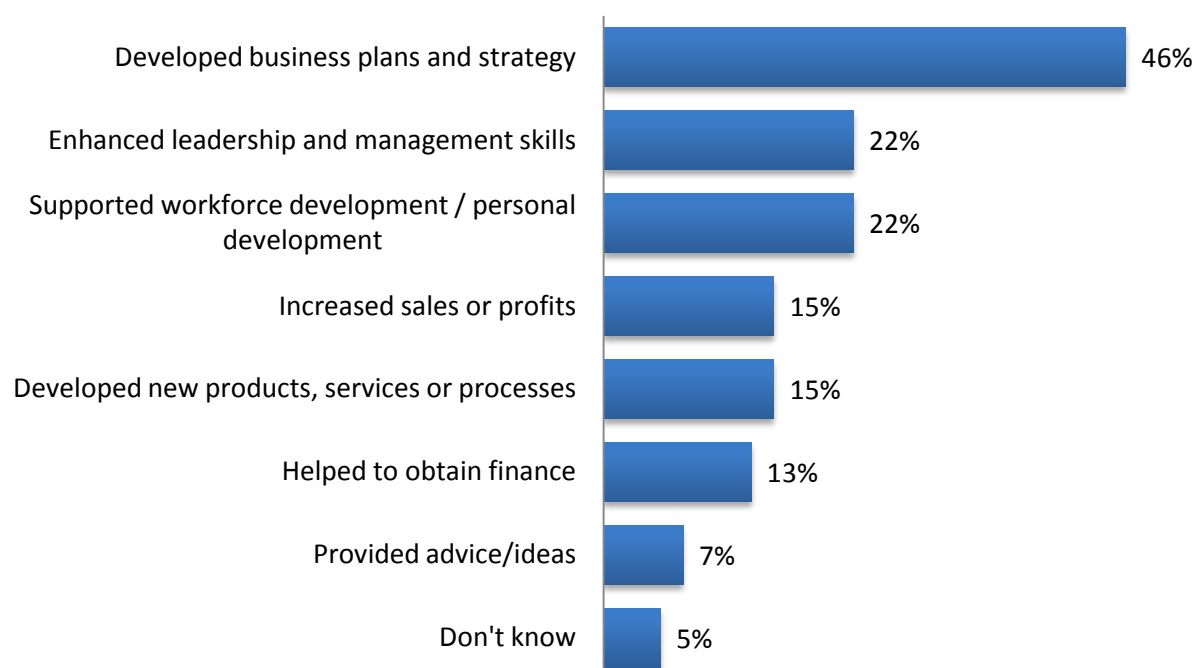 Developed business plans and strategy 46%
Enhanced leadership and management skills 22%
Supported workforce development / personal
development 22%
Increased sales or profits 15%
Developed new products, services or processes 15%
Helped to obtain finance 13%
Provided advice/ideas 7%
Don't know 5%